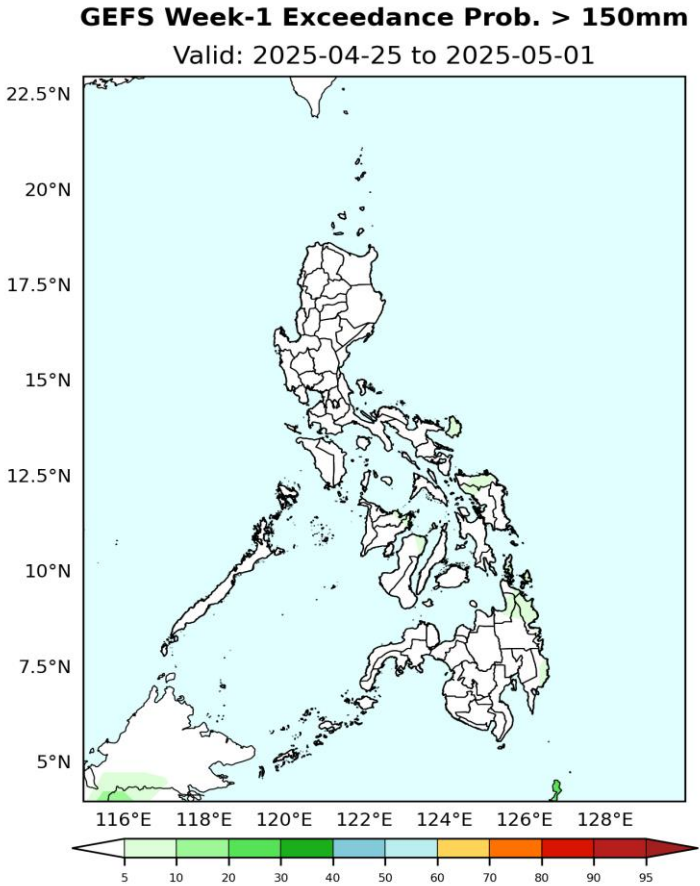 GEFS Week-1 Exceedance Prob. > 150mm
Valid: 2025-04-25 to 2025-05-01
22.5°N
20°N
17.5°N
15°N
12.5°N
10°N
7.5°N
5°N
116°E 118°E 120°E 122°E 124°E 126°E 128°E
5 10 20 30 40 50 60 70 80 90 95